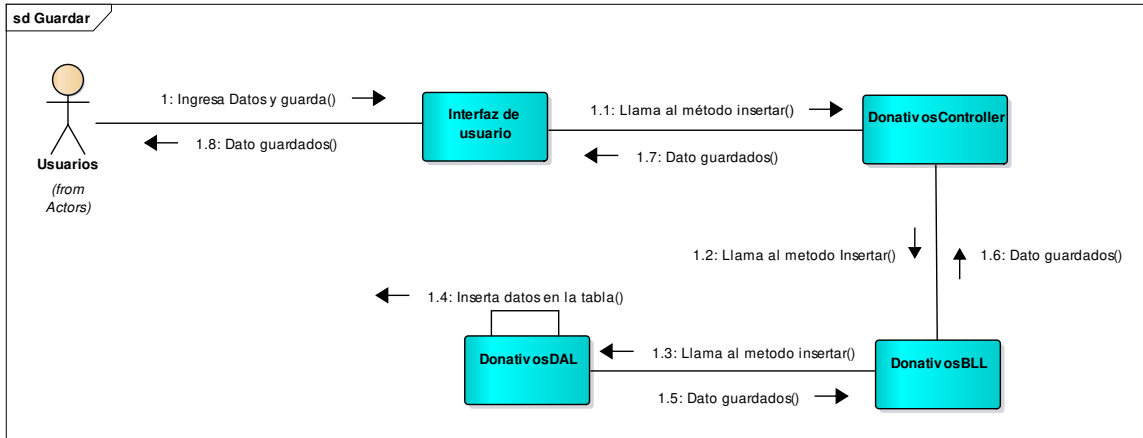 sd Guardar
1: Ingresa Datos y guarda()
1.8: Dato guardados()
Usuarios
(from
Actors)
Interfaz de
usuario
1.1: Llama al método insertar()
1.7: Dato guardados()
DonativosController
1.2: Llama al metodo Insertar()
1.6: Dato guardados()
1.4: Inserta datos en la tabla()
DonativosDAL
1.3: Llama al metodo insertar()
1.5: Dato guardados()
DonativosBLL